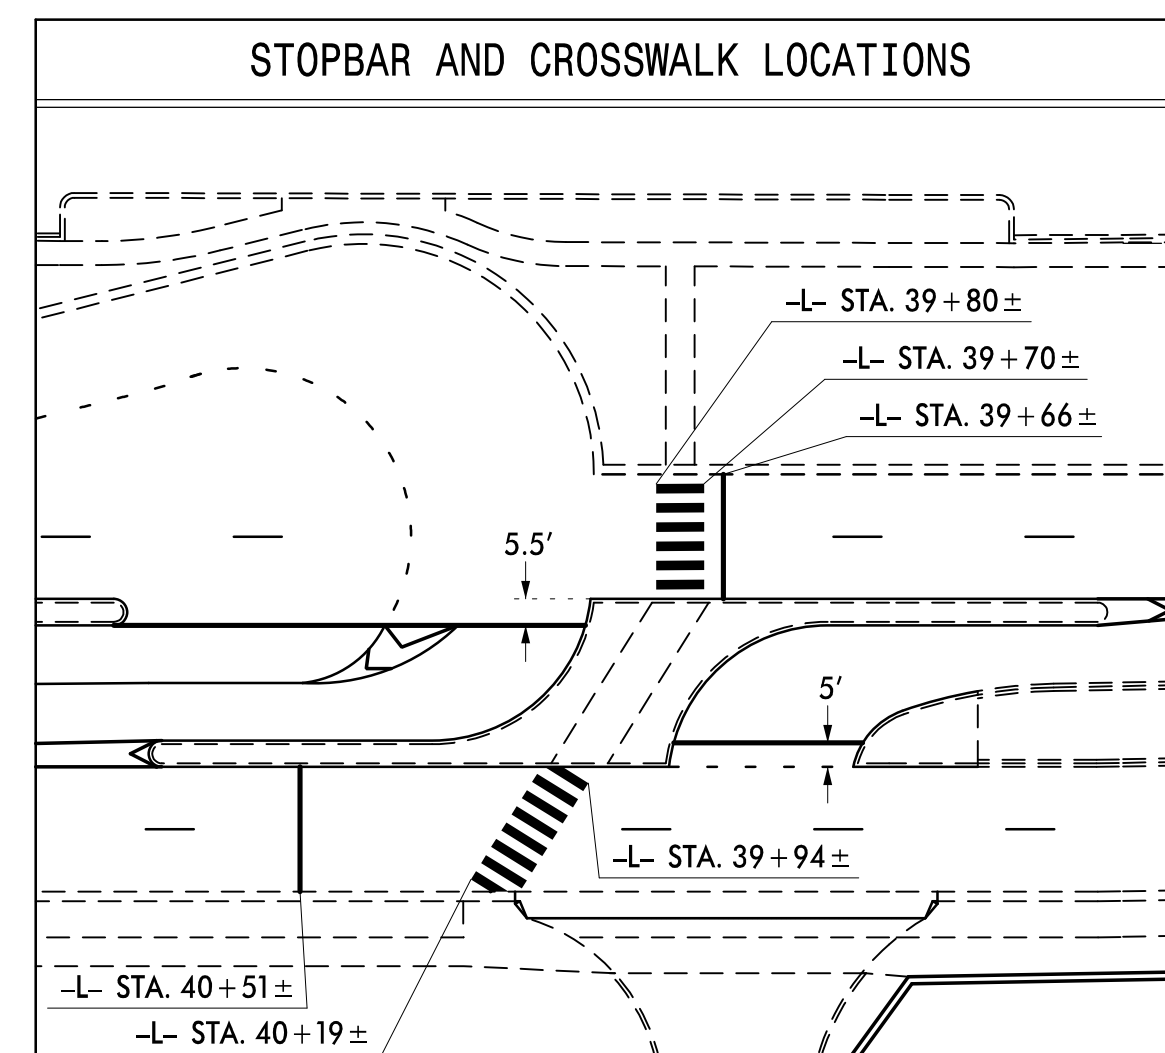 STOPBAR AND CROSSWALK LOCATIONS
-L- STA. 39+80±
-L- STA. 39+70±
-L- STA. 39+66±
5.5'
5'
-L- STA. 39+94±
-L- STA. 40+51±
-L- STA. 40+19±